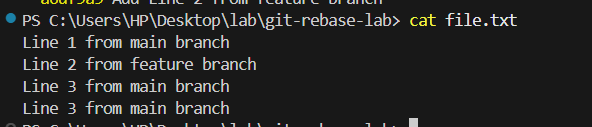 Add Line 2 from feature branch
PS C:\Users\HP\Desktop\lab\git-rebase-lab> cat file.txt
Line 1 from main branch
Line 2 from feature branch
Line 3 from main branch
Line 3 from main branch